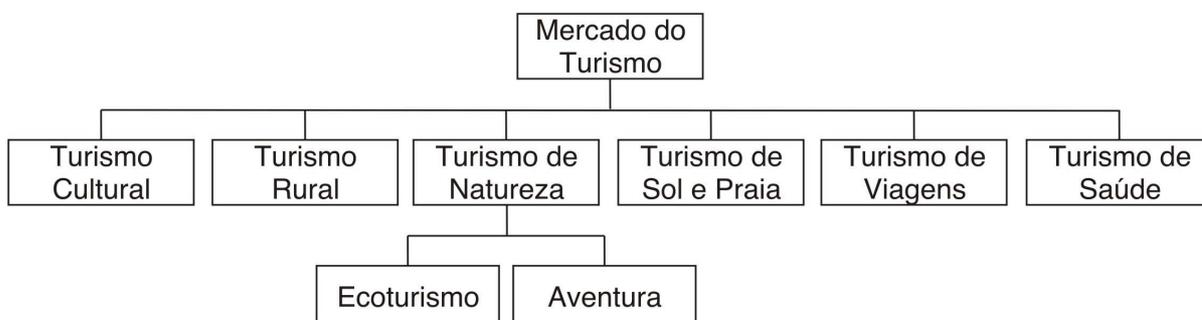 Mercado do
Turismo
Turismo
Cultural
Turismo
Rural
Turismo de
Natureza
Turismo de
Sol e Praia
Turismo de
Viagens
Turismo de
Saúde
Ecoturismo
Aventura